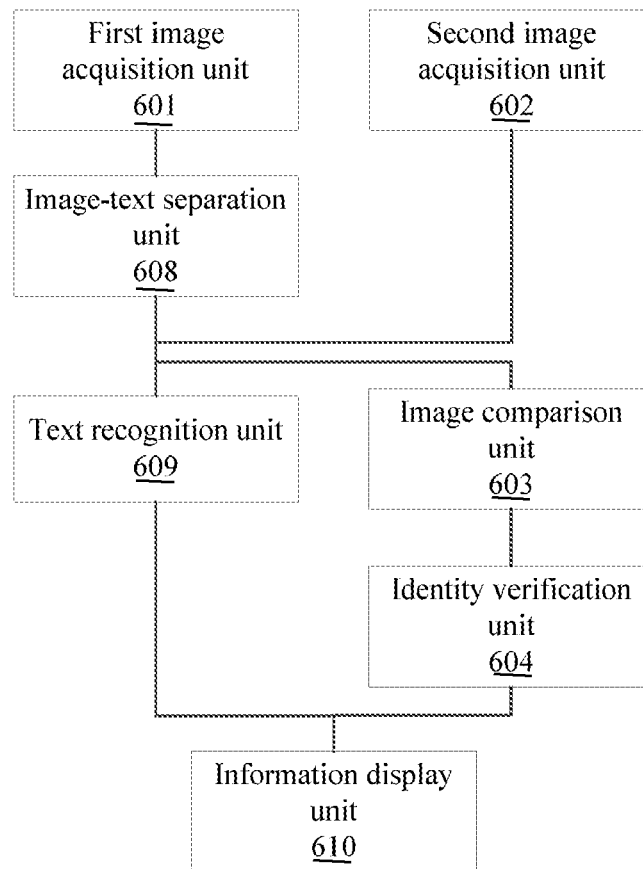 First image
acquisition unit
601
Second image
acquisition unit
602
Image-text separation
unit
608
Text recognition unit
609
Image comparison
unit
603
Identity verification
unit
604
Information display
unit
610